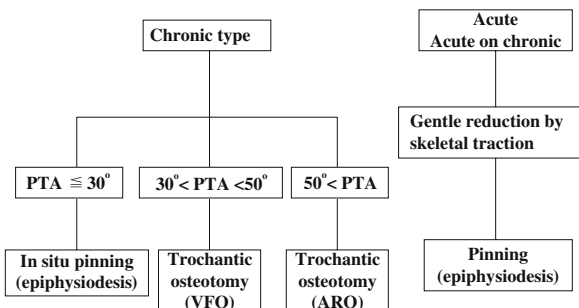 Chronic type
Acute
Acute on chronic
Gentle reduction by
skeletal traction
PTA ≦ 30°
30°< PTA <50°
50°< PTA
In situ pinning
(epiphysiodesis)
Trochantic
osteotomy
(VFO)
Trochantic
osteotomy
(ARO)
Pinning
(epiphysiodesis)